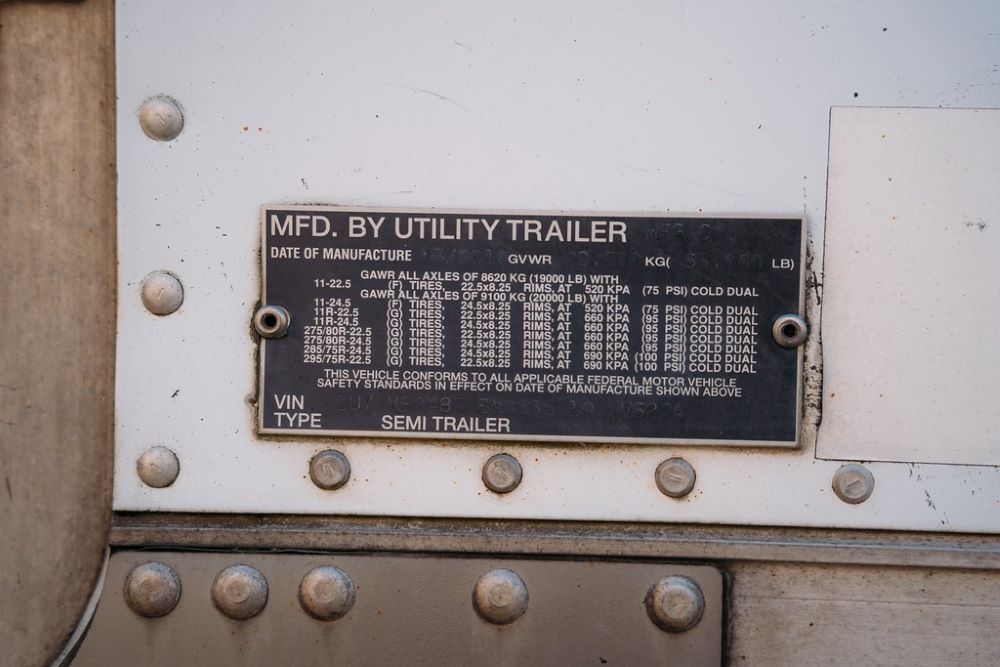 MFD. BY UTILITY TRAILER
DATE OF MANUFACTURE GVWR KG( LB)
GAWR ALL AXLES OF 8620 KG (19000 LB) WITH
11-22.5 (F) TIRES, 22.5x8.25 RIMS, AT 520 KPA (75 PSI) COLD DUAL
GAWR ALL AXLES OF 9100 KG (20000 LB) WITH
11-24.5 (F) TIRES, 24.5x8.25 RIMS, AT 520 KPA (75 PSI) COLD DUAL
11R-22.5 (G) TIRES, 22.5x8.25 RIMS, AT 660 KPA (95 PSI) COLD DUAL
11R-24.5 (G) TIRES, 24.5x8.25 RIMS, AT 660 KPA (95 PSI) COLD DUAL
275/80R-22.5 (G) TIRES, 22.5x8.25 RIMS, AT 660 KPA (95 PSI) COLD DUAL
275/80R-24.5 (G) TIRES, 24.5x8.25 RIMS, AT 660 KPA (95 PSI) COLD DUAL
285/75R-24.5 (G) TIRES, 24.5x8.25 RIMS, AT 690 KPA (100 PSI) COLD DUAL
295/75R-22.5 (G) TIRES, 22.5x8.25 RIMS, AT 690 KPA (100 PSI) COLD DUAL
THIS VEHICLE CONFORMS TO ALL APPLICABLE FEDERAL MOTOR VEHICLE
SAFETY STANDARDS IN EFFECT ON DATE OF MANUFACTURE SHOWN ABOVE
VIN
TYPE SEMI TRAILER